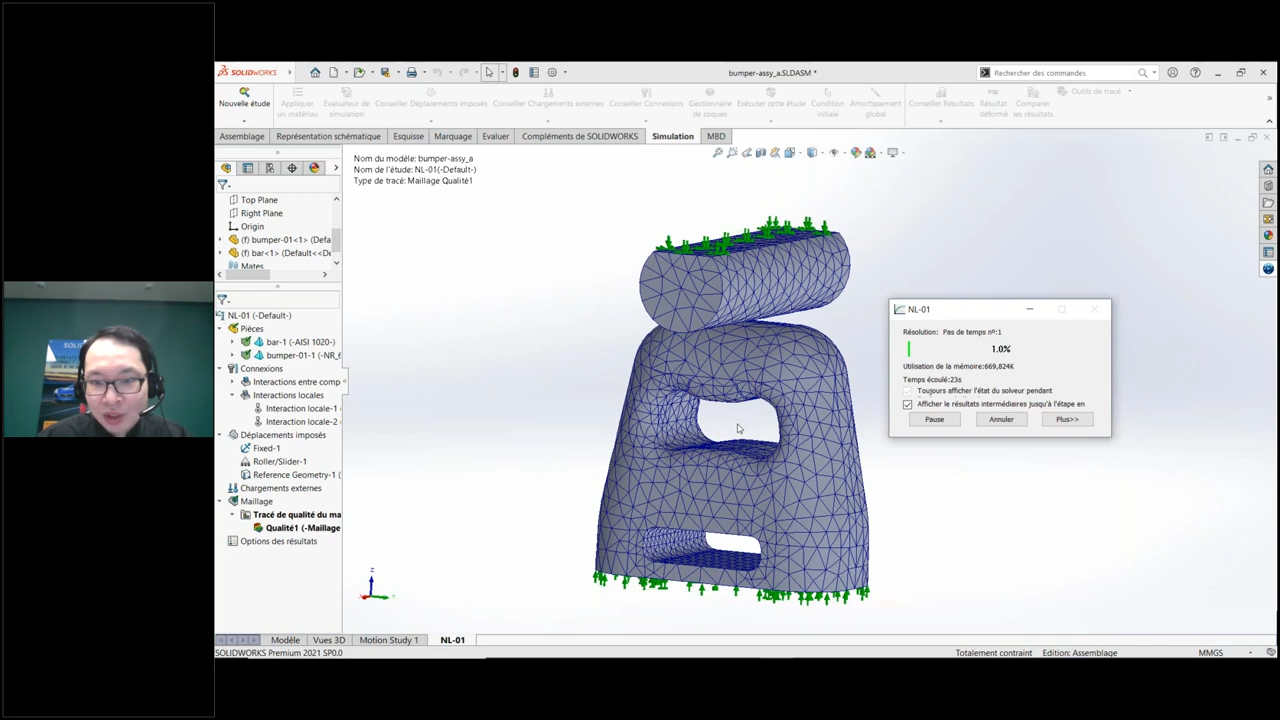 SOLIDWORKS
bumper-assy_a.SLDASM *
Rechercher des commandes
Nouvelle étude
Appliquer un matériau
Evaluateur de simulation
Conseiller Déplacements imposés
Conseiller Chargements externes
Conseiller Connexions
Gestionnaire de coques
Exécuter cette étude
Condition initiale
Amortissement global
Conseiller Résultats
Résultat déformé
Comparer les résultats
Outils de tracé
Assemblage
Représentation schématique
Esquisse
Marquage
Evaluer
Compléments de SOLIDWORKS
Simulation
MBD
Nom du modèle: bumper-assy_a
Nom de l'étude: NL-01(-Default-)
Type de tracé: Maillage Qualité1
Top Plane
Right Plane
Origin
(f) bumper-01<1> (Defa
(f) bar<1> (Default<<De
Mates
NL-01 (-Default-)
Pièces
bar-1 (-AISI 1020-)
bumper-01-1 (-NR_6
Connexions
Interactions entre comp
Interactions locales
Interaction locale-1
Interaction locale-2
Déplacements imposés
Fixed-1
Roller/Slider-1
Reference Geometry-1 (
Chargements externes
Maillage
Tracé de qualité du ma
Qualité1 (-Maillage
Options des résultats
NL-01
Résolution: Pas de temps nº:1
1.0%
Utilisation de la mémoire:669,824K
Temps écoulé:23s
Toujours afficher l'état du solveur pendant
Afficher le résultats intermédiaires jusqu'à l'étape en
Pause
Annuler
Plus>>
Z
Y
Modèle
Vues 3D
Motion Study 1
NL-01
SOLIDWORKS Premium 2021 SP0.0
Totalement contraint
Edition: Assemblage
MMGS